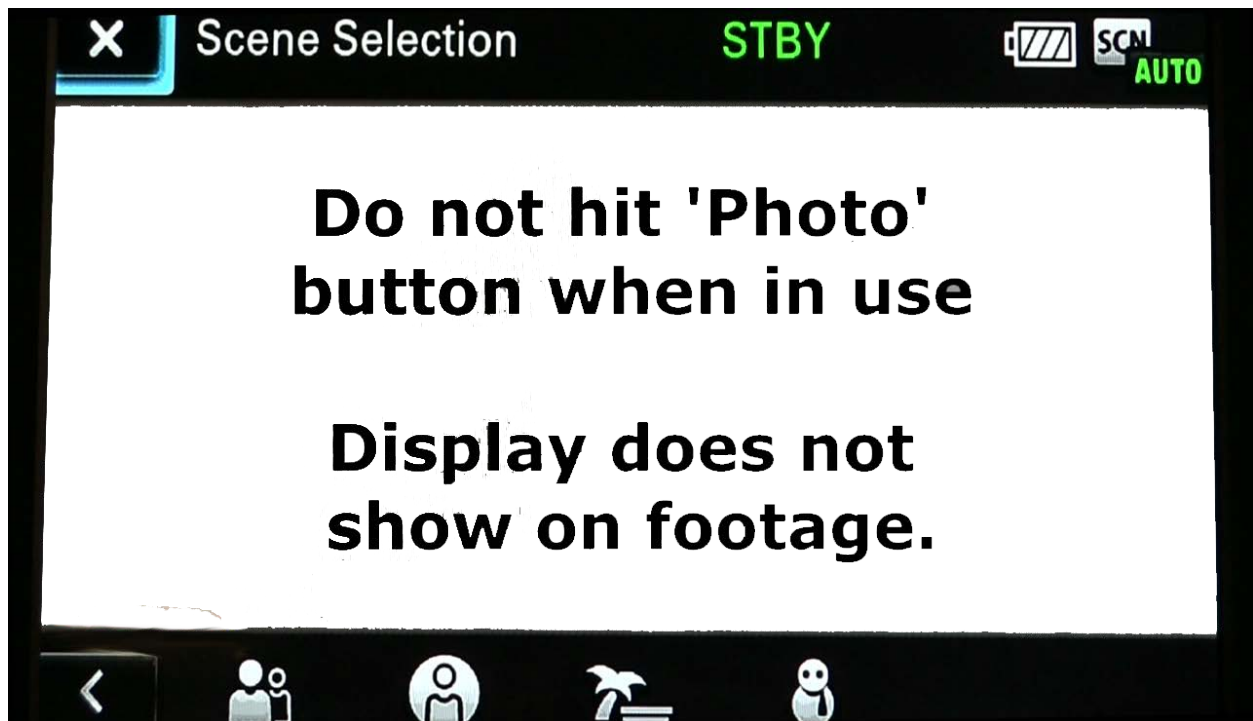 Scene Selection
STBY
SCN
AUTO
Do not hit 'Photo'
button when in use
Display does not
show on footage.